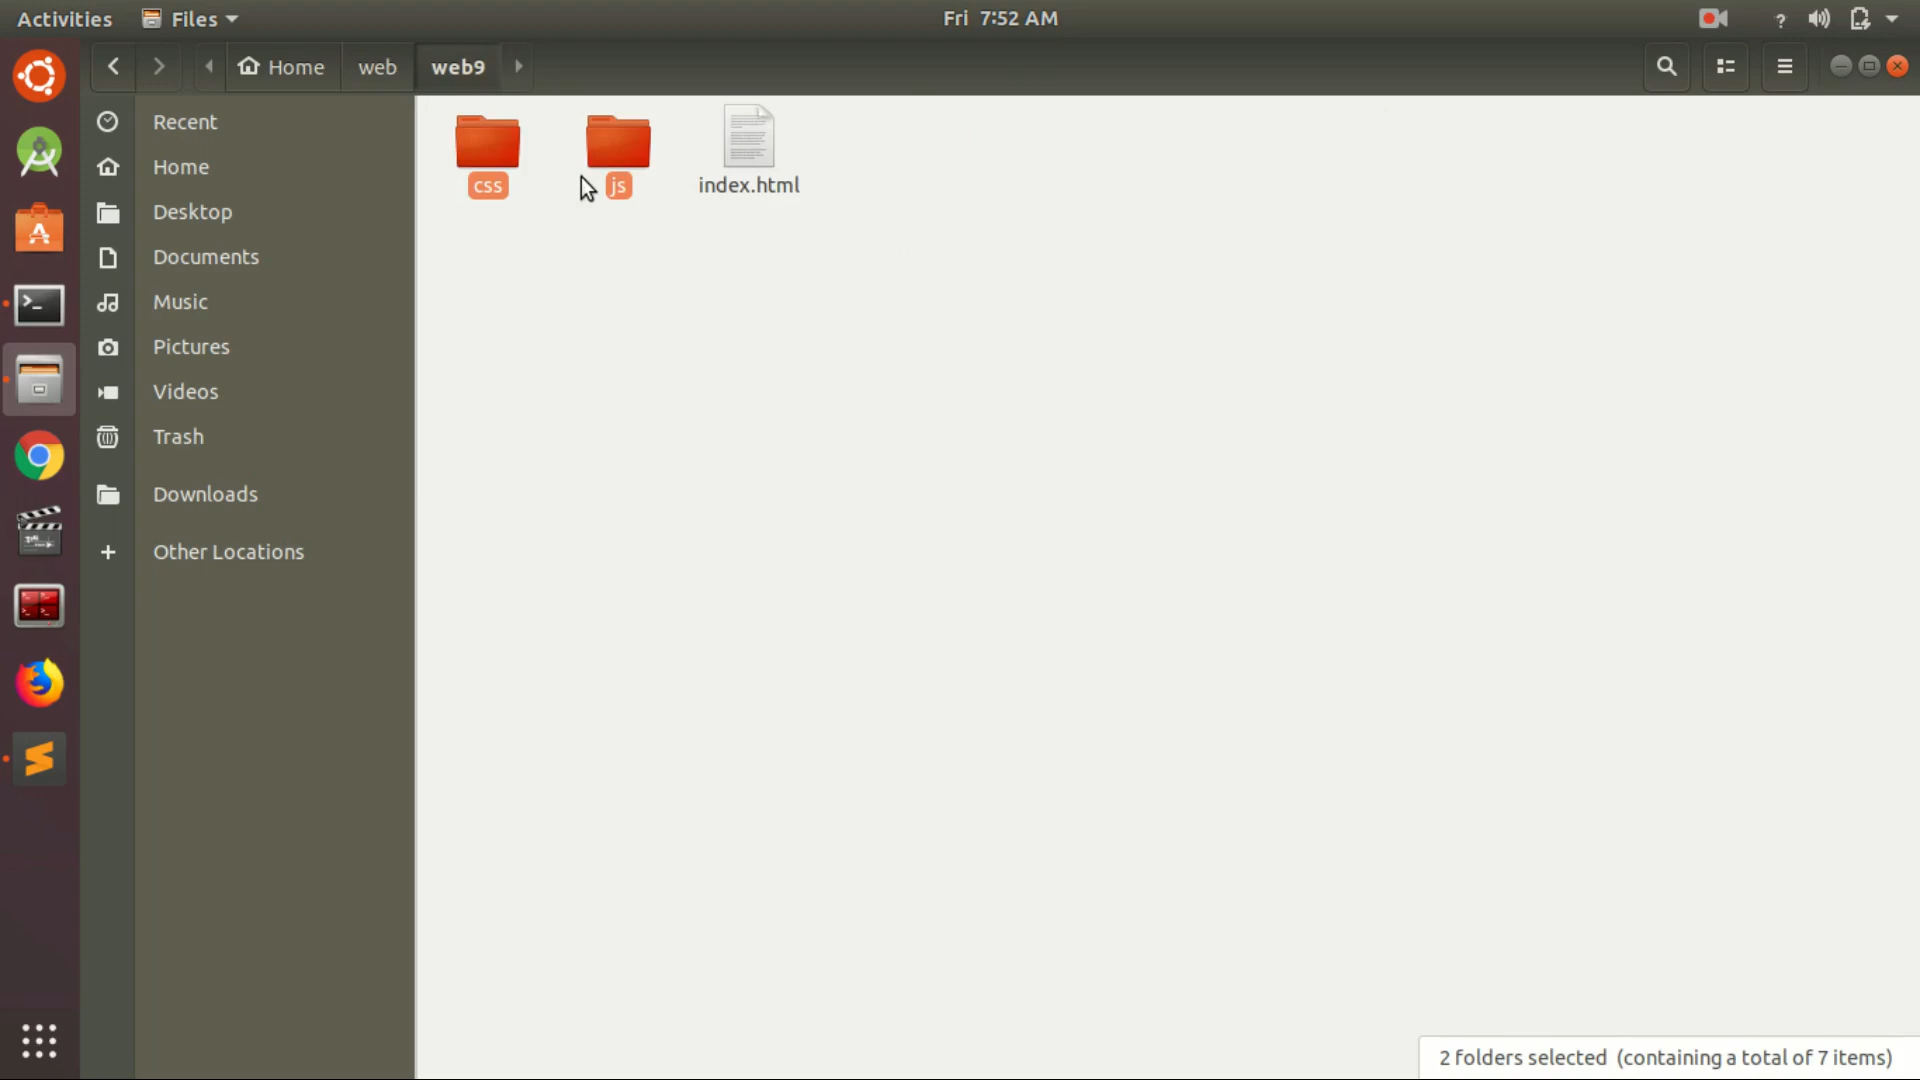 Activities Files Fri 7:52 AM ?
Home web web9
Recent
Home
Desktop
Documents
Music
Pictures
Videos
Trash
Downloads
Other Locations
css js index.html
2 folders selected (containing a total of 7 items)